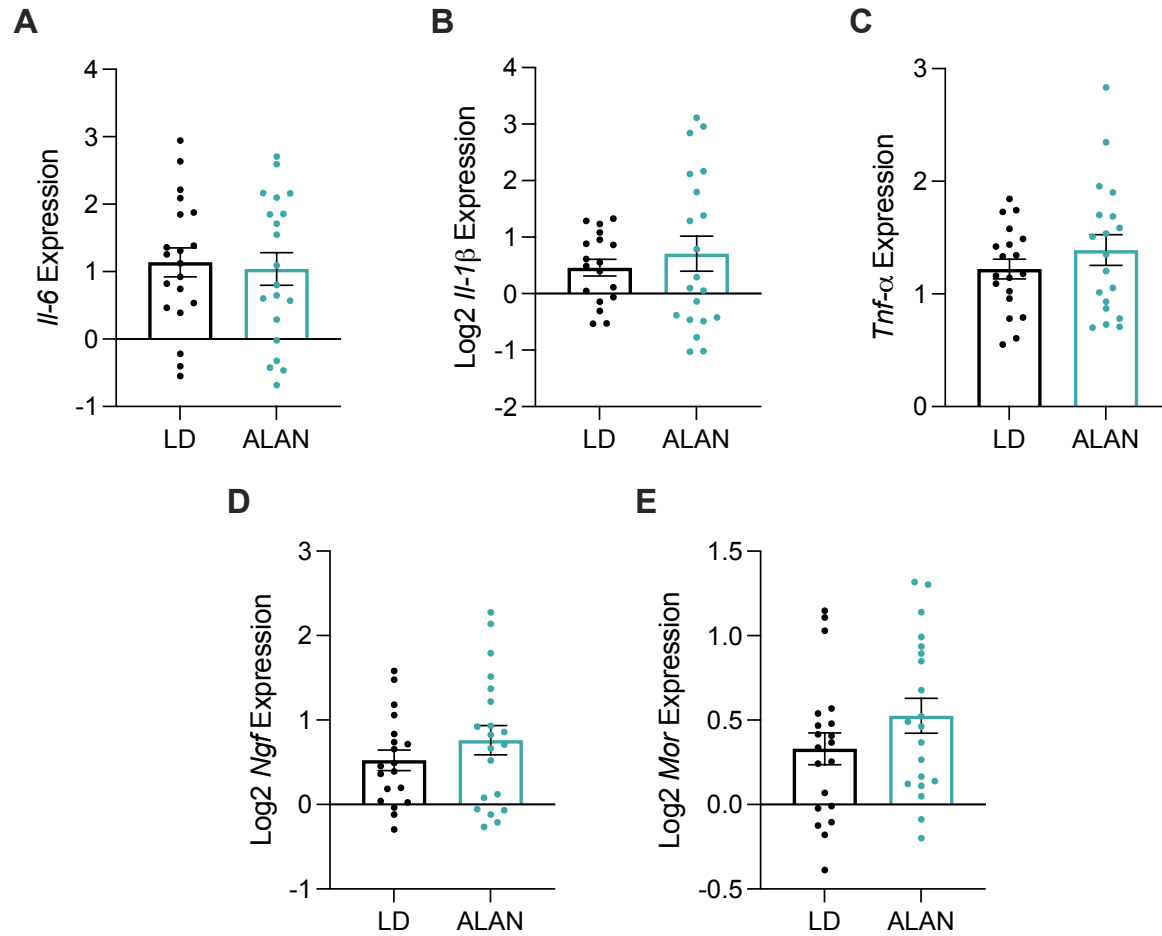 A
Il-6 Expression
4
3
2
1
0
-1
LD
ALAN
B
Log2 Il-1β Expression
4
3
2
1
0
-1
-2
LD
ALAN
C
Tnf-α Expression
3
2
1
0
LD
ALAN
D
Log2 Ngf Expression
3
2
1
0
-1
LD
ALAN
E
Log2 Mor Expression
1.5
1.0
0.5
0.0
-0.5
LD
ALAN